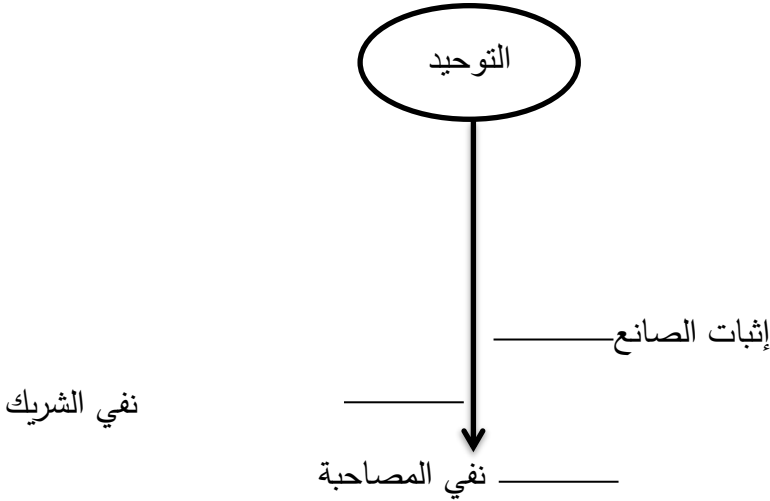 التوحيد
إثبات الصانع
نفي الشريك
نفي المصاحبة